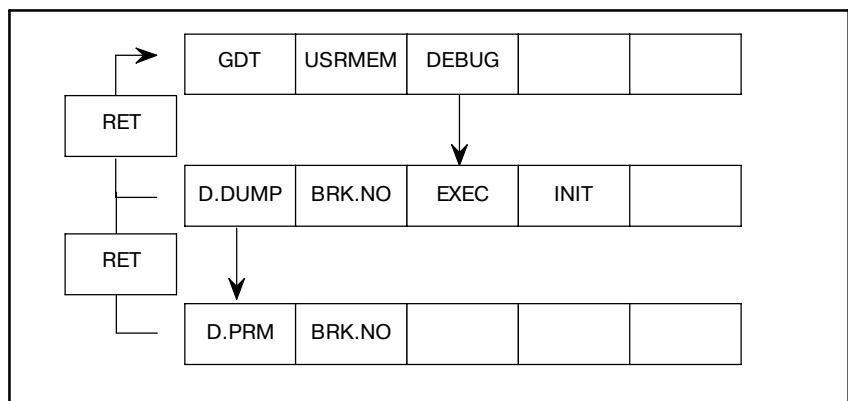 GDT USRMEM DEBUG
RET
D.DUMP BRK.NO EXEC INIT
RET
D.PRM BRK.NO